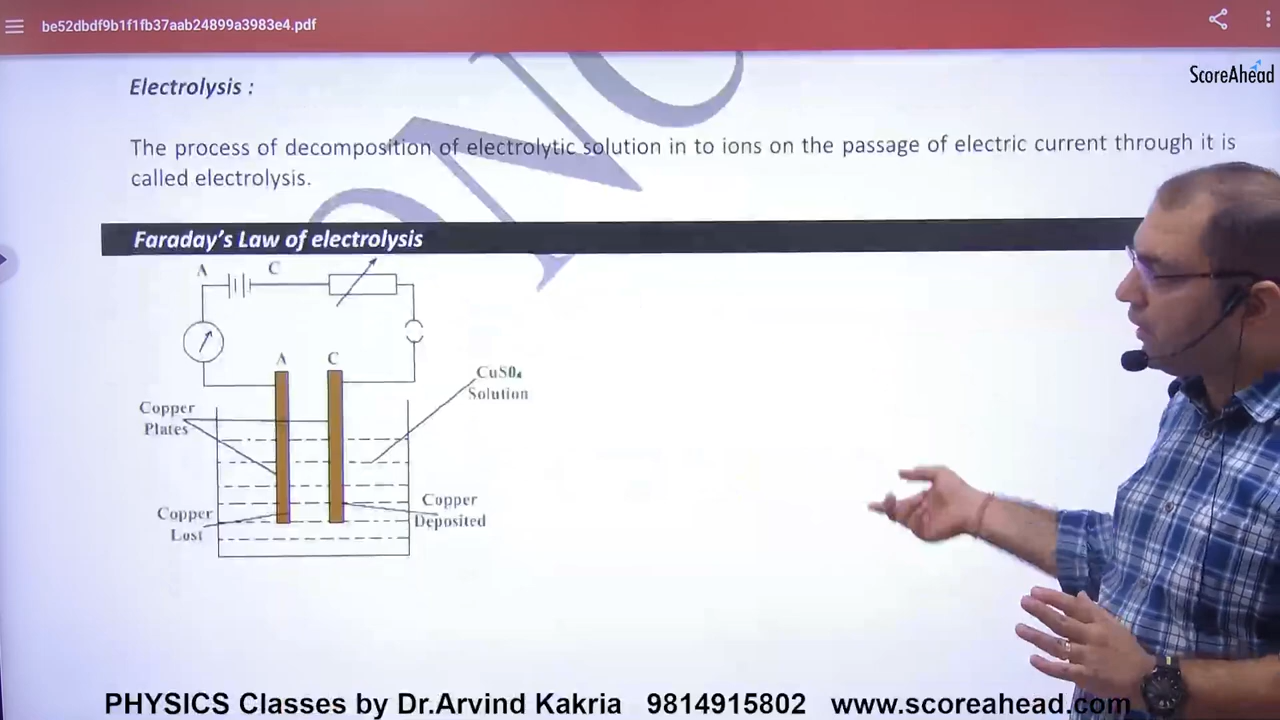 be52dbdf9b1f1fb37aab24899a3983e4.pdf
ScoreAhead
Electrolysis :
The process of decomposition of electrolytic solution in to ions on the passage of electric current through it is
called electrolysis.
Faraday's Law of electrolysis
A
C
A
C
CuS0₄
Solution
Copper
Plates
Copper
Deposited
Copper
Lost
PHYSICS Classes by Dr.Arvind Kakria 9814915802 www.scoreahead.com